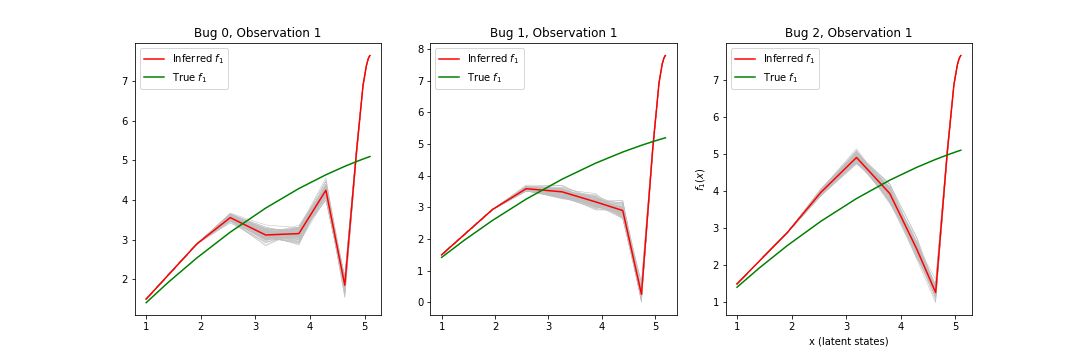 Bug 0, Observation 1
Inferred f₁
True f₁
7
6
5
4
3
2
1 2 3 4 5
Bug 1, Observation 1
Inferred f₁
True f₁
8
7
6
5
4
3
2
1
0
1 2 3 4 5
Bug 2, Observation 1
Inferred f₁
True f₁
f₁(x)
7
6
5
4
3
2
1
1 2 3 4 5
x (latent states)